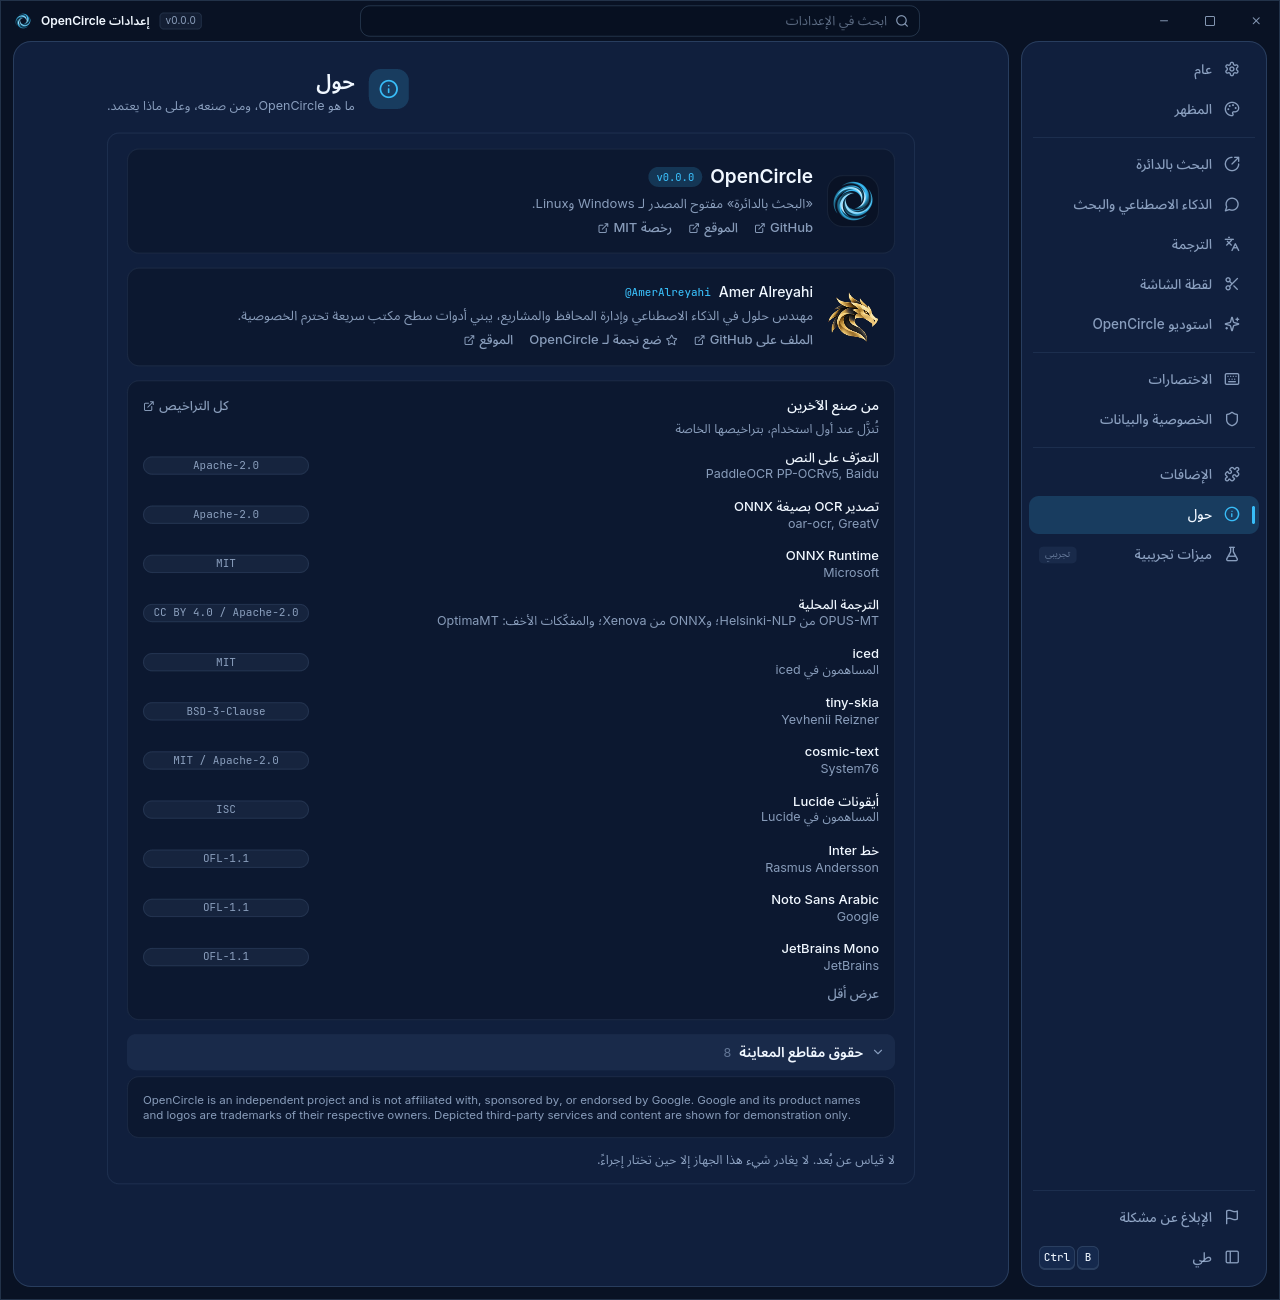 إعدادات OpenCircle
v0.0.0
ابحث في الإعدادات
عام
المظهر
البحث بالدائرة
الذكاء الاصطناعي والبحث
الترجمة
لقطة الشاشة
استوديو OpenCircle
الاختصارات
الخصوصية والبيانات
الإضافات
حول
ميزات تجريبية
تجريبي
الإبلاغ عن مشكلة
طي
Ctrl B
حول
ما هو OpenCircle، ومن صنعه، وعلى ماذا يعتمد.
OpenCircle v0.0.0
«البحث بالدائرة» مفتوح المصدر لـ Windows وLinux.
GitHub الموقع رخصة MIT
Amer Alreyahi @AmerAlreyahi
مهندس حلول في الذكاء الاصطناعي وإدارة المحافظ والمشاريع، يبني أدوات سطح مكتب سريعة تحترم الخصوصية.
الملف على GitHub ضع نجمة لـ OpenCircle الموقع
من صنع الآخرين
كل التراخيص
تُنزَّل عند أول استخدام، بتراخيصها الخاصة
التعرّف على النص
PaddleOCR PP-OCRv5, Baidu
Apache-2.0
تصدير OCR بصيغة ONNX
oar-ocr, GreatV
Apache-2.0
ONNX Runtime
Microsoft
MIT
الترجمة المحلية
OPUS-MT من Helsinki-NLP؛ وONNX من Xenova؛ والمفكّكات الأخف: OptimaMT
CC BY 4.0 / Apache-2.0
iced
المساهمون في iced
MIT
tiny-skia
Yevhenii Reizner
BSD-3-Clause
cosmic-text
System76
MIT / Apache-2.0
أيقونات Lucide
المساهمون في Lucide
ISC
خط Inter
Rasmus Andersson
OFL-1.1
Noto Sans Arabic
Google
OFL-1.1
JetBrains Mono
JetBrains
OFL-1.1
عرض أقل
حقوق مقاطع المعاينة 8
OpenCircle is an independent project and is not affiliated with, sponsored by, or endorsed by Google. Google and its product names
and logos are trademarks of their respective owners. Depicted third-party services and content are shown for demonstration only.
لا قياس عن بُعد. لا يغادر شيء هذا الجهاز إلا حين تختار إجراءً.